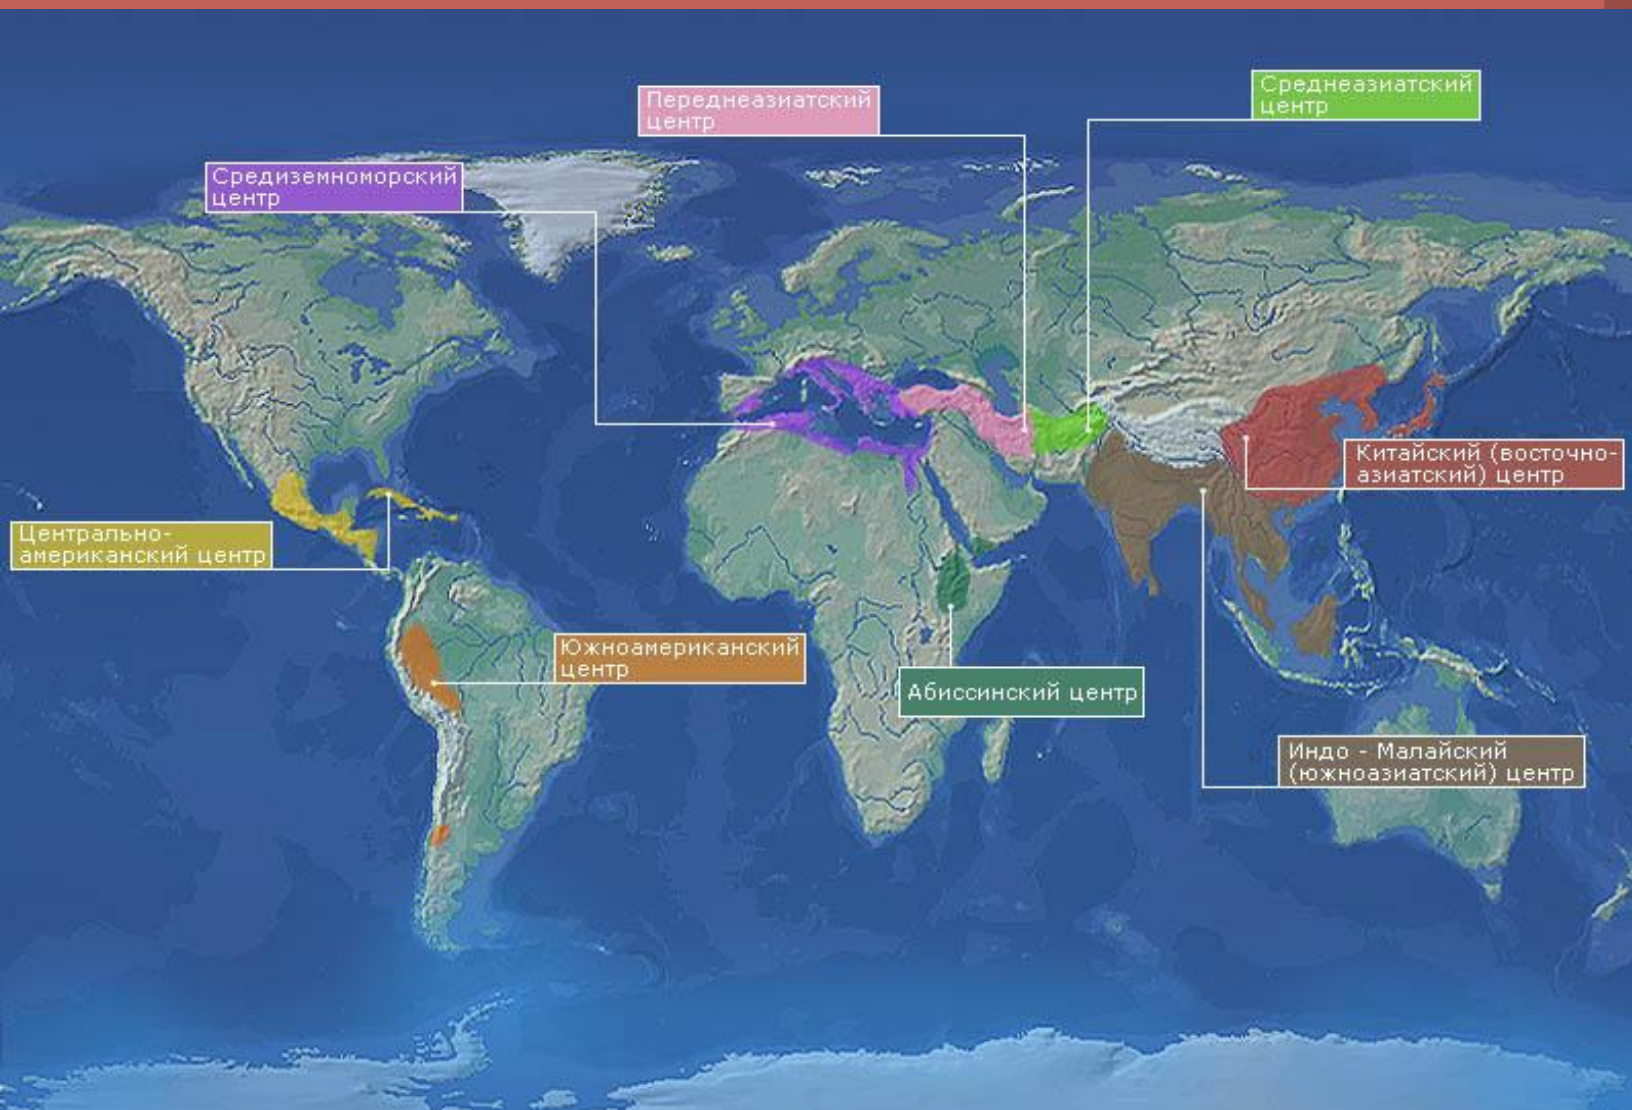 Переднеазиатский
центр
Среднеазиатский
центр
Средиземноморский
центр
Китайский (восточно-
азиатский) центр
Центрально-
американский центр
Южноамериканский
центр
Абиссинский центр
Индо - Малайский
(южноазиатский) центр